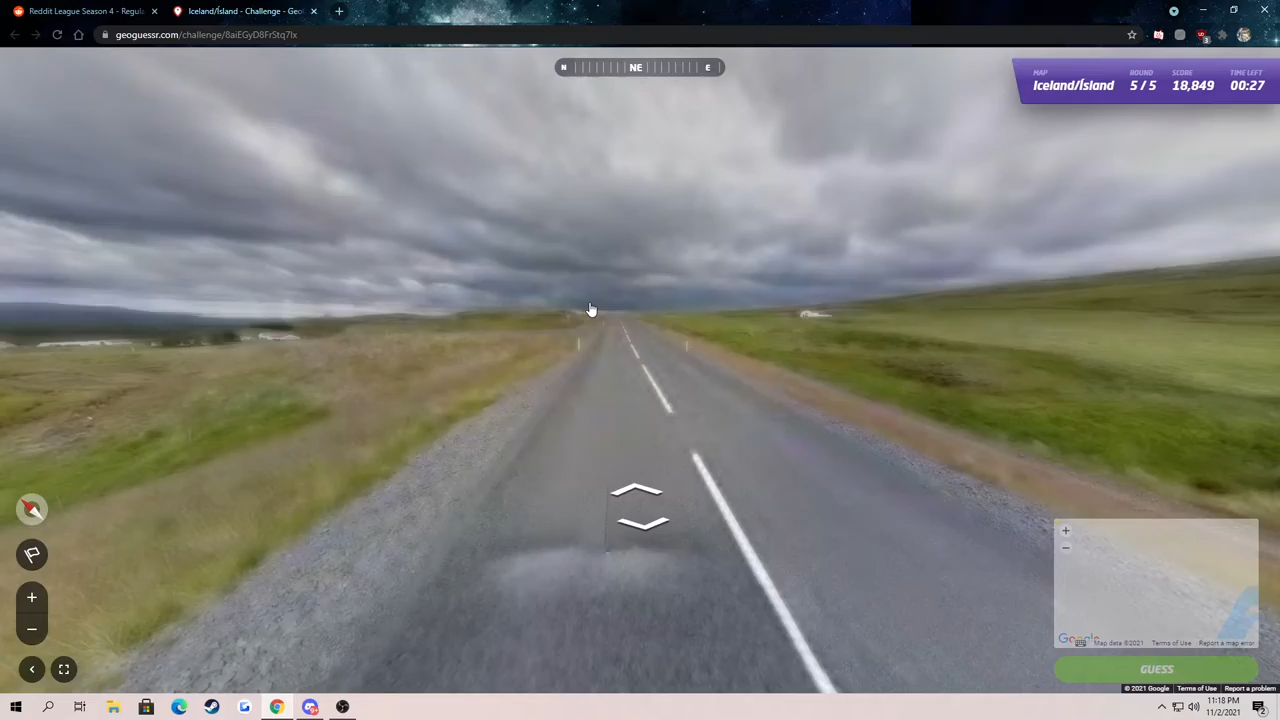 Reddit League Season 4 - Regula
Iceland/Ísland - Challenge - Geo
geoguessr.com/challenge/8aiEGyD8FrStq7lx
N NE E
MAP ROUND SCORE TIME LEFT
Iceland/Ísland 5 / 5 18,849 00:27
Google Map data ©2021 Terms of Use Report a map error
GUESS
© 2021 Google Terms of Use Report a problem
11:18 PM
11/2/2021